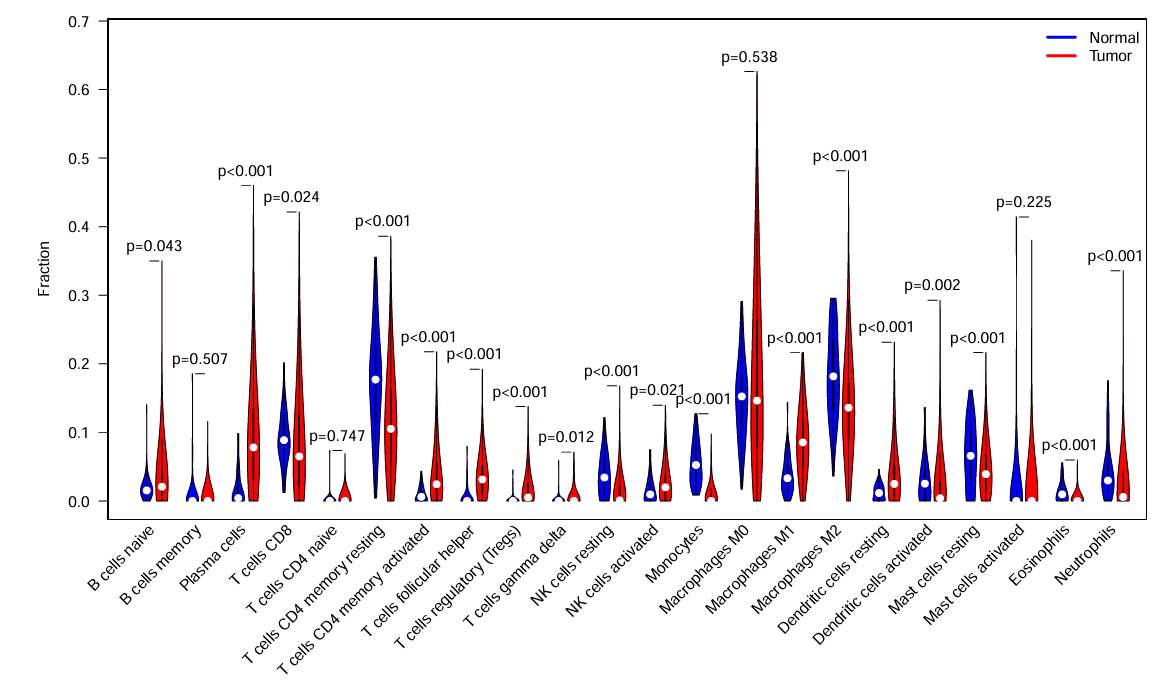 0.7
0.6
0.5
0.4
0.3
0.2
0.1
0.0
Fraction
Normal
Tumor
p=0.043
p=0.507
p<0.001
p=0.024
p=0.747
p<0.001
p<0.001
p<0.001
p<0.001
p=0.012
p<0.001
p=0.021
p<0.001
p=0.538
p<0.001
p<0.001
p<0.001
p=0.002
p<0.001
p=0.225
p<0.001
p<0.001
B cells naive
B cells memory
Plasma cells
T cells CD8
T cells CD4 naive
T cells CD4 memory resting
T cells CD4 memory activated
T cells follicular helper
T cells regulatory (Tregs)
T cells gamma delta
NK cells resting
NK cells activated
Monocytes
Macrophages M0
Macrophages M1
Macrophages M2
Dendritic cells resting
Dendritic cells activated
Mast cells resting
Mast cells activated
Eosinophils
Neutrophils